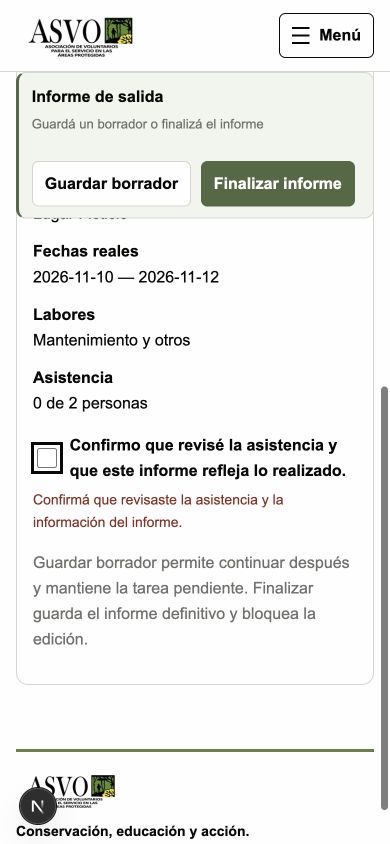 ASVO
ASOCIACIÓN DE VOLUNTARIOS
PARA EL SERVICIO EN LAS
ÁREAS PROTEGIDAS
Menú
Informe de salida
Guardá un borrador o finalizá el informe
Guardar borrador
Finalizar informe
Fechas reales
2026-11-10 — 2026-11-12
Labores
Mantenimiento y otros
Asistencia
0 de 2 personas
Confirmo que revisé la asistencia y
que este informe refleja lo realizado.
Confirmá que revisaste la asistencia y la
información del informe.
Guardar borrador permite continuar después
y mantiene la tarea pendiente. Finalizar
guarda el informe definitivo y bloquea la
edición.
ASVO
N
Conservación, educación y acción.